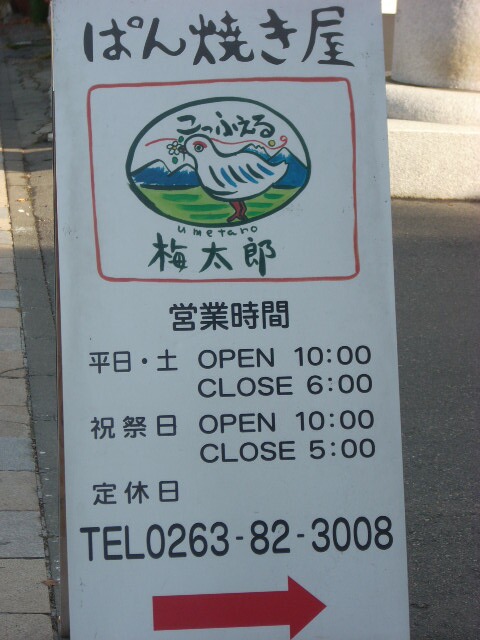 ぱん焼き屋
こっふぇる
umetaro
梅太郎
営業時間
平日・土 OPEN 10:00
CLOSE 6:00
祝祭日 OPEN 10:00
CLOSE 5:00
定休日
TEL0263-82-3008